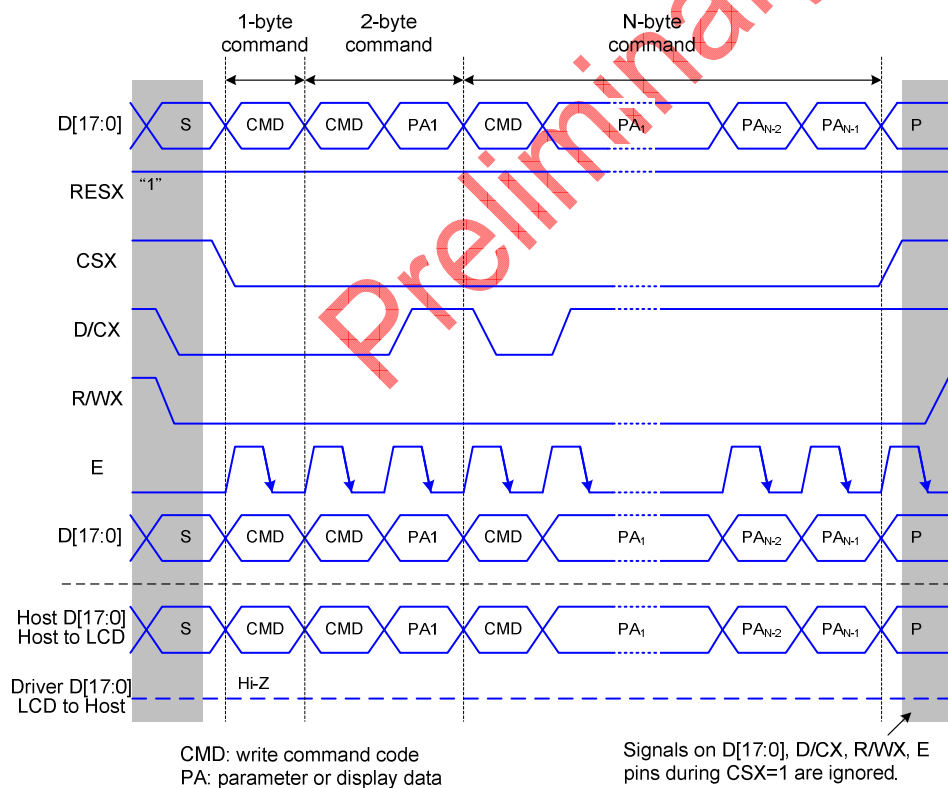 1-byte command
2-byte command
N-byte command
Preliminary
D[17:0]
S
CMD
CMD
PA1
CMD
PA1
PAN-2
PAN-1
P
RESX
“1”
CSX
D/CX
R/WX
E
D[17:0]
S
CMD
CMD
PA1
CMD
PA1
PAN-2
PAN-1
P
Host D[17:0]
Host to LCD
S
CMD
CMD
PA1
CMD
PA1
PAN-2
PAN-1
P
Driver D[17:0]
LCD to Host
Hi-Z
CMD: write command code
PA: parameter or display data
Signals on D[17:0], D/CX, R/WX, E
pins during CSX=1 are ignored.